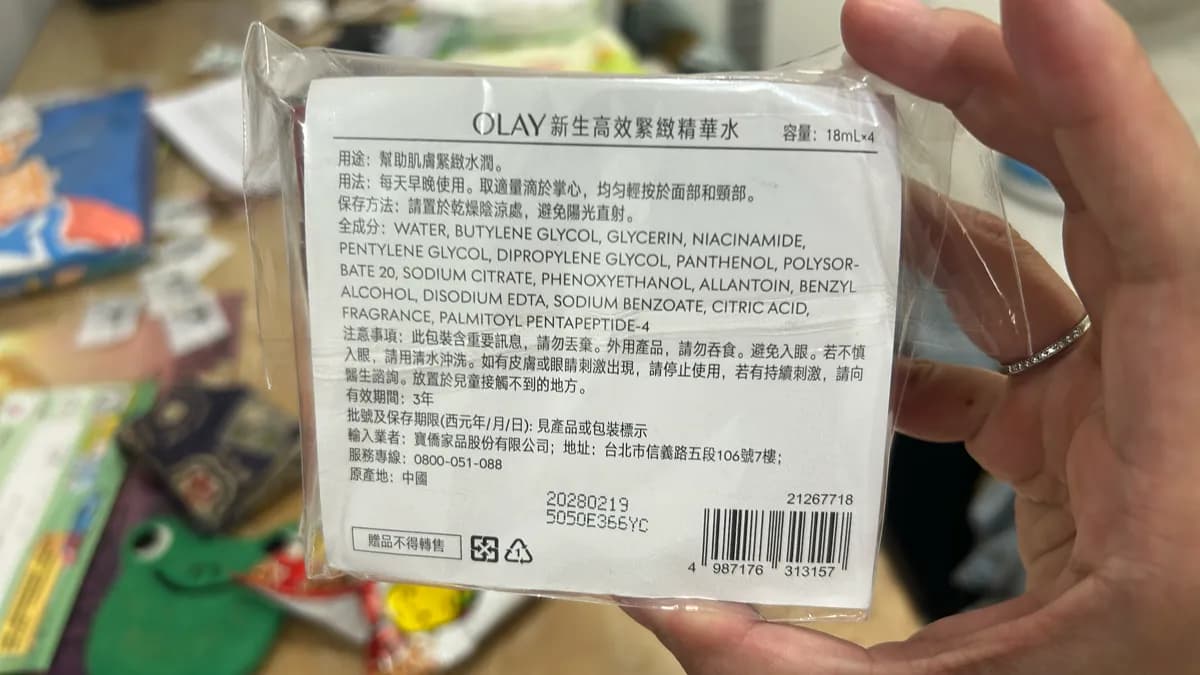 OLAY 新生高效緊緻精華水 容量：18mL×4
用途：幫助肌膚緊緻水潤。
用法：每天早晚使用。取適量滴於掌心，均勻輕按於面部和頸部。
保存方法：請置於乾燥陰涼處，避免陽光直射。
全成分：WATER, BUTYLENE GLYCOL, GLYCERIN, NIACINAMIDE,
PENTYLENE GLYCOL, DIPROPYLENE GLYCOL, PANTHENOL, POLYSOR-
BATE 20, SODIUM CITRATE, PHENOXYETHANOL, ALLANTOIN, BENZYL
ALCOHOL, DISODIUM EDTA, SODIUM BENZOATE, CITRIC ACID,
FRAGRANCE, PALMITOYL PENTAPEPTIDE-4
注意事項：此包裝含重要訊息，請勿丟棄。外用產品，請勿吞食。避免入眼。若不慎
入眼，請用清水沖洗。如有皮膚或眼睛刺激出現，請停止使用，若有持續刺激，請向
醫生諮詢。放置於兒童接觸不到的地方。
有效期間：3年
批號及保存期限(西元年/月/日): 見產品或包裝標示
輸入業者：寶僑家品股份有限公司；地址：台北市信義路五段106號7樓；
服務專線：0800-051-088
原產地：中國
20280219
5050E366YC
21267718
贈品不得轉售
1
4 987176 313157